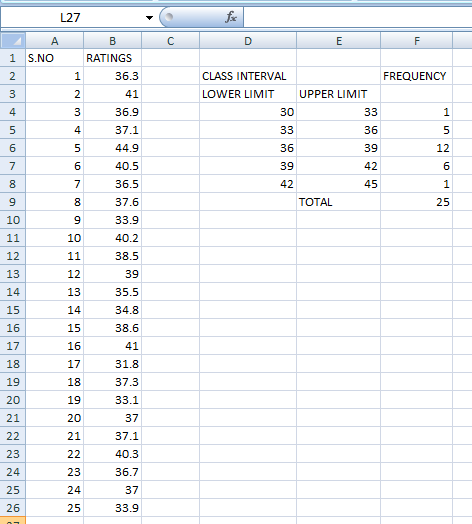 L27 fx
A B C D E F
1 S.NO RATINGS
2 1 36.3 CLASS INTERVAL FREQUENCY
3 2 41 LOWER LIMIT UPPER LIMIT
4 3 36.9 30 33 1
5 4 37.1 33 36 5
6 5 44.9 36 39 12
7 6 40.5 39 42 6
8 7 36.5 42 45 1
9 8 37.6 TOTAL 25
10 9 33.9
11 10 40.2
12 11 38.5
13 12 39
14 13 35.5
15 14 34.8
16 15 38.6
17 16 41
18 17 31.8
19 18 37.3
20 19 33.1
21 20 37
22 21 37.1
23 22 40.3
24 23 36.7
25 24 37
26 25 33.9